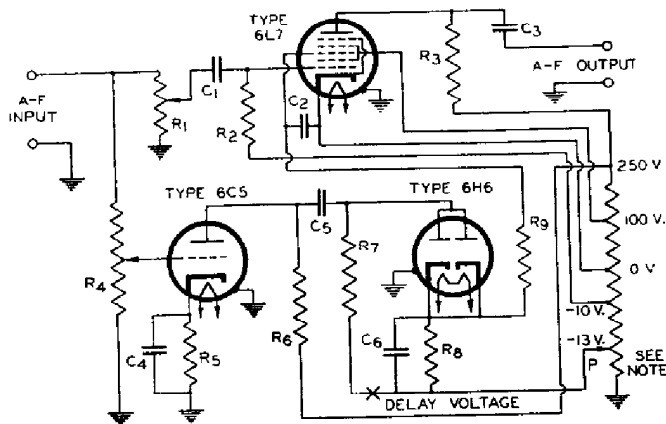 TYPE
6L7
C3
R3
A-F OUTPUT
A-F
INPUT
C1
R1
R2
C2
250 V.
TYPE 6C5
TYPE 6H6
C5
R7
R9
100 V.
0 V.
R4
R6
C6
R8
-10 V.
-13 V.
C4
R5
P
SEE
NOTE
DELAY VOLTAGE